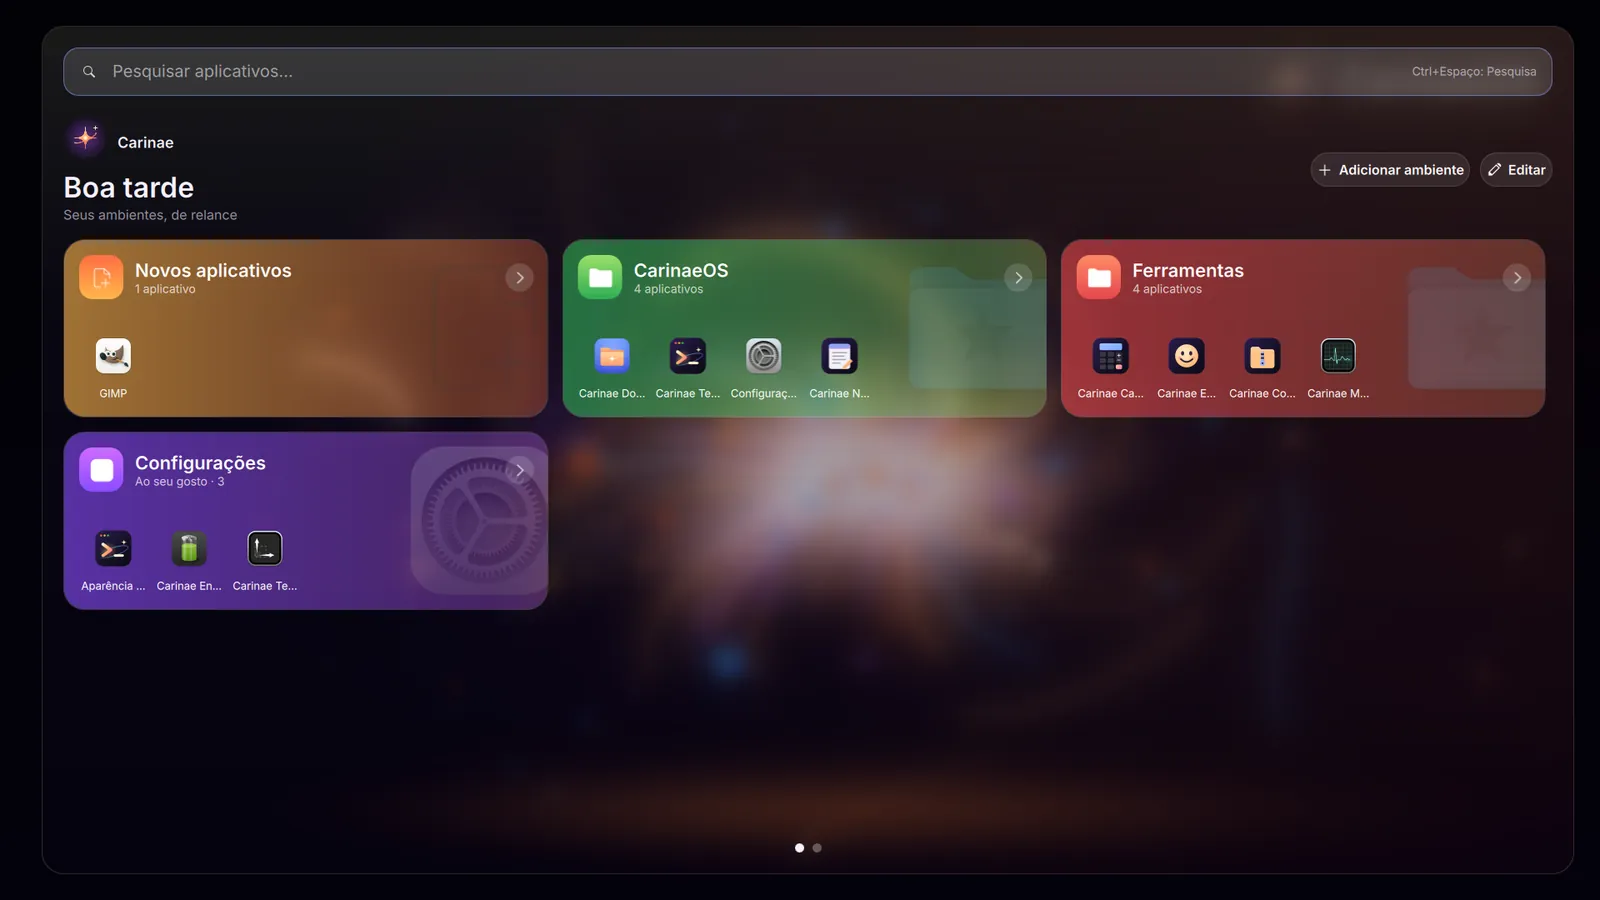 Pesquisar aplicativos...
Ctrl+Espaço: Pesquisa
Carinae
Boa tarde
Seus ambientes, de relance
Adicionar ambiente
Editar
Novos aplicativos
1 aplicativo
GIMP
CarinaeOS
4 aplicativos
Carinae Do...
Carinae Te...
Configuraç...
Carinae N...
Ferramentas
4 aplicativos
Carinae Ca...
Carinae E...
Carinae Co...
Carinae M...
Configurações
Ao seu gosto · 3
Aparência ...
Carinae En...
Carinae Te...